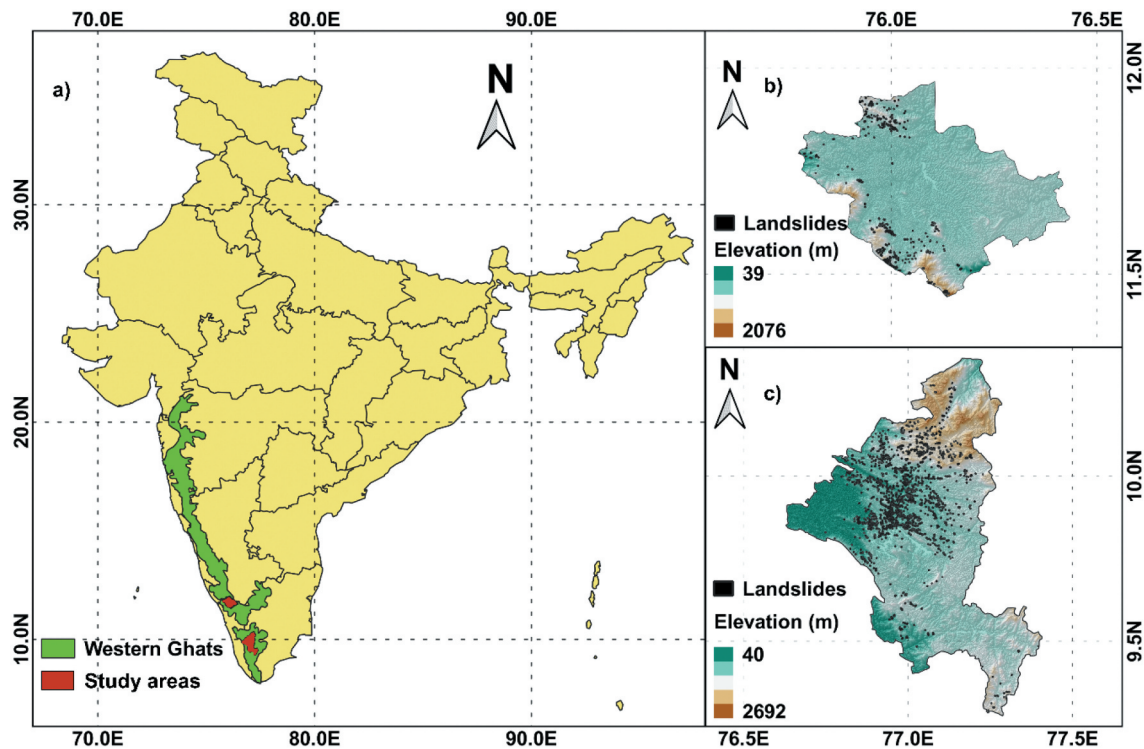 70.0E 80.0E 90.0E
a)
N
30.0N
20.0N
10.0N
Western Ghats
Study areas
70.0E 80.0E 90.0E
76.0E 76.5E
N
b)
12.0N
11.5N
Landslides
Elevation (m)
39
2076
N
c)
10.0N
9.5N
Landslides
Elevation (m)
40
2692
76.5E 77.0E 77.5E